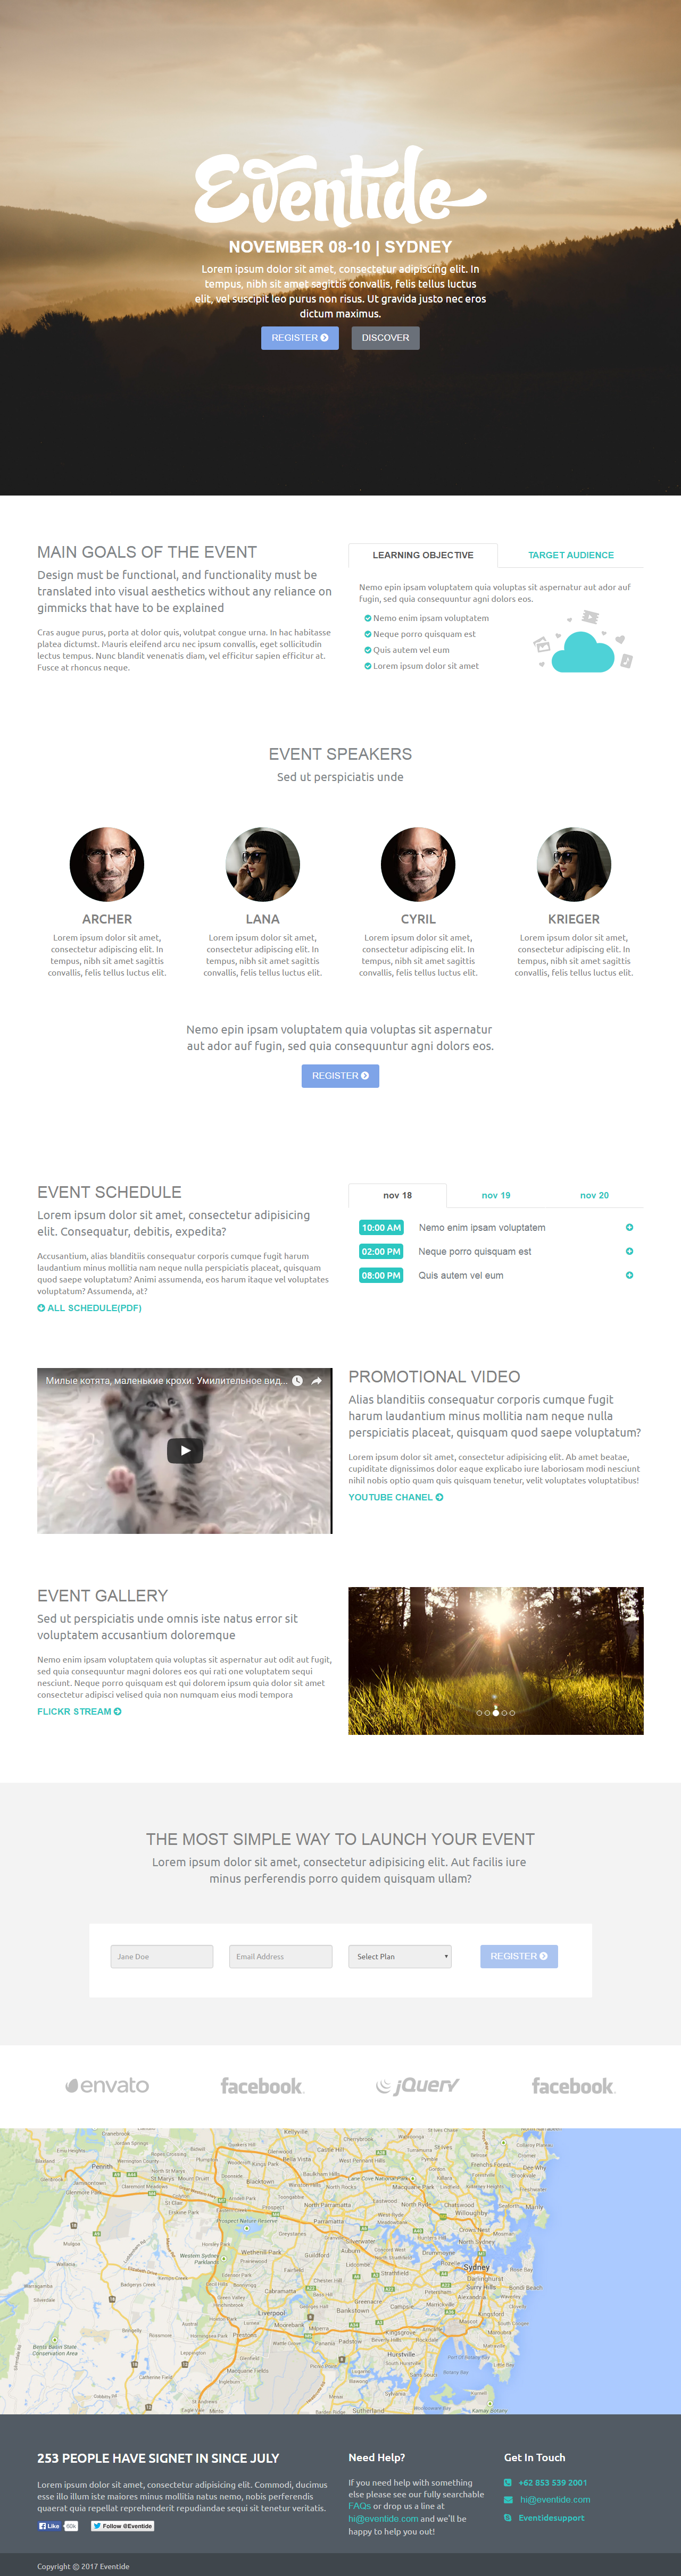 Eventide
NOVEMBER 08-10 | SYDNEY
Lorem ipsum dolor sit amet, consectetur adipiscing elit. In
tempus, nibh sit amet sagittis convallis, felis tellus luctus
elit, vel suscipit leo purus non risus. Ut gravida justo nec eros
dictum maximus.
REGISTER
DISCOVER
MAIN GOALS OF THE EVENT
Design must be functional, and functionality must be
translated into visual aesthetics without any reliance on
gimmicks that have to be explained
Cras augue purus, porta at dolor quis, volutpat congue urna. In hac habitasse
platea dictumst. Mauris eleifend arcu nec ipsum convallis, eget sollicitudin
lectus tempus. Nunc blandit venenatis diam, vel efficitur sapien efficitur at.
Fusce at rhoncus neque.
LEARNING OBJECTIVE
TARGET AUDIENCE
Nemo epin ipsam voluptatem quia voluptas sit aspernatur aut ador auf
fugin, sed quia consequuntur agni dolors eos.
Nemo enim ipsam voluptatem
Neque porro quisquam est
Quis autem vel eum
Lorem ipsum dolor sit amet
EVENT SPEAKERS
Sed ut perspiciatis unde
ARCHER
Lorem ipsum dolor sit amet,
consectetur adipiscing elit. In
tempus, nibh sit amet sagittis
convallis, felis tellus luctus elit.
LANA
Lorem ipsum dolor sit amet,
consectetur adipiscing elit. In
tempus, nibh sit amet sagittis
convallis, felis tellus luctus elit.
CYRIL
Lorem ipsum dolor sit amet,
consectetur adipiscing elit. In
tempus, nibh sit amet sagittis
convallis, felis tellus luctus elit.
KRIEGER
Lorem ipsum dolor sit amet,
consectetur adipiscing elit. In
tempus, nibh sit amet sagittis
convallis, felis tellus luctus elit.
Nemo epin ipsam voluptatem quia voluptas sit aspernatur
aut ador auf fugin, sed quia consequuntur agni dolors eos.
REGISTER
EVENT SCHEDULE
Lorem ipsum dolor sit amet, consectetur adipisicing
elit. Consequatur, debitis, expedita?
Accusantium, alias blanditiis consequatur corporis cumque fugit harum
laudantium minus mollitia nam neque nulla perspiciatis placeat, quisquam
quod saepe voluptatum? Animi assumenda, eos harum itaque vel voluptates
voluptatum? Assumenda, at?
ALL SCHEDULE(PDF)
nov 18
nov 19
nov 20
10:00 AM Nemo enim ipsam voluptatem
02:00 PM Neque porro quisquam est
08:00 PM Quis autem vel eum
Милые котята, маленькие крохи. Умилительное вид...
PROMOTIONAL VIDEO
Alias blanditiis consequatur corporis cumque fugit
harum laudantium minus mollitia nam neque nulla
perspiciatis placeat, quisquam quod saepe voluptatum?
Lorem ipsum dolor sit amet, consectetur adipisicing elit. Ab amet beatae,
cupiditate dignissimos dolor eaque explicabo iure laboriosam modi nesciunt
nihil nobis optio quam quis quisquam tenetur, velit voluptates voluptatibus!
YOUTUBE CHANEL
EVENT GALLERY
Sed ut perspiciatis unde omnis iste natus error sit
voluptatem accusantium doloremque
Nemo enim ipsam voluptatem quia voluptas sit aspernatur aut odit aut fugit,
sed quia consequuntur magni dolores eos qui rati one voluptatem sequi
nesciunt. Neque porro quisquam est qui dolorem ipsum quia dolor sit amet
consectetur adipisci velised quia non numquam eius modi tempora
FLICKR STREAM
THE MOST SIMPLE WAY TO LAUNCH YOUR EVENT
Lorem ipsum dolor sit amet, consectetur adipisicing elit. Aut facilis iure
minus perferendis porro quidem quisquam ullam?
Jane Doe
Email Address
Select Plan
REGISTER
envato
facebook.
jQuery
facebook.
Sydney
Penrith
Liverpool
Hurstville
Bankstown
Parramatta
Blacktown
253 PEOPLE HAVE SIGNET IN SINCE JULY
Lorem ipsum dolor sit amet, consectetur adipisicing elit. Commodi, ducimus
esse illo illum iste maiores minus mollitia natus nemo, nobis perferendis
quaerat quia repellat reprehenderit repudiandae sequi sit tenetur veritatis.
Like
Follow @Eventide
Need Help?
If you need help with something
else please see our fully searchable
FAQs or drop us a line at
hi@eventide.com and we'll be
happy to help you out!
Get In Touch
+62 853 539 2001
hi@eventide.com
Eventidesupport
Copyright © 2017 Eventide